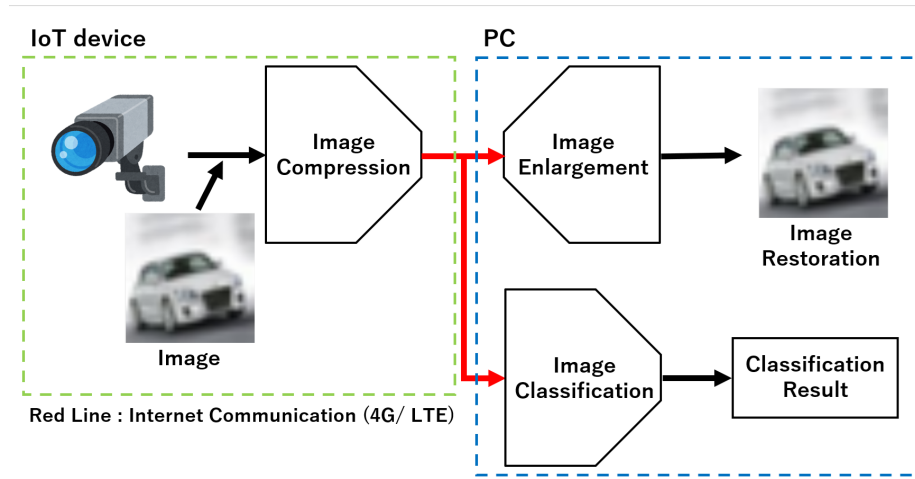 IoT device
PC
Image
Compression
Image
Enlargement
Image
Restoration
Image
Image
Classification
Classification
Result
Red Line : Internet Communication (4G/ LTE)